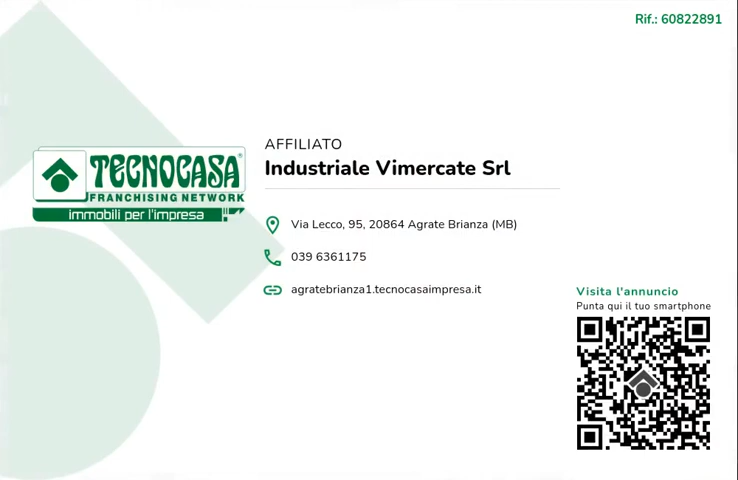 Rif.: 60822891
AFFILIATO
Industriale Vimercate Srl
TECNOCASA®
FRANCHISING NETWORK
immobili per l'impresa
Via Lecco, 95, 20864 Agrate Brianza (MB)
039 6361175
agratebrianza1.tecnocasaimpresa.it
Visita l'annuncio
Punta qui il tuo smartphone